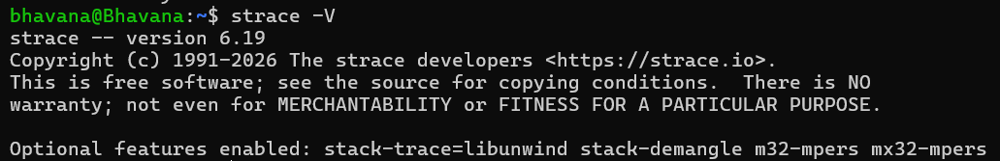 bhavana@Bhavana:~$ strace -V
strace -- version 6.19
Copyright (c) 1991-2026 The strace developers <https://strace.io>.
This is free software; see the source for copying conditions.  There is NO
warranty; not even for MERCHANTABILITY or FITNESS FOR A PARTICULAR PURPOSE.

Optional features enabled: stack-trace=libunwind stack-demangle m32-mpers mx32-mpers